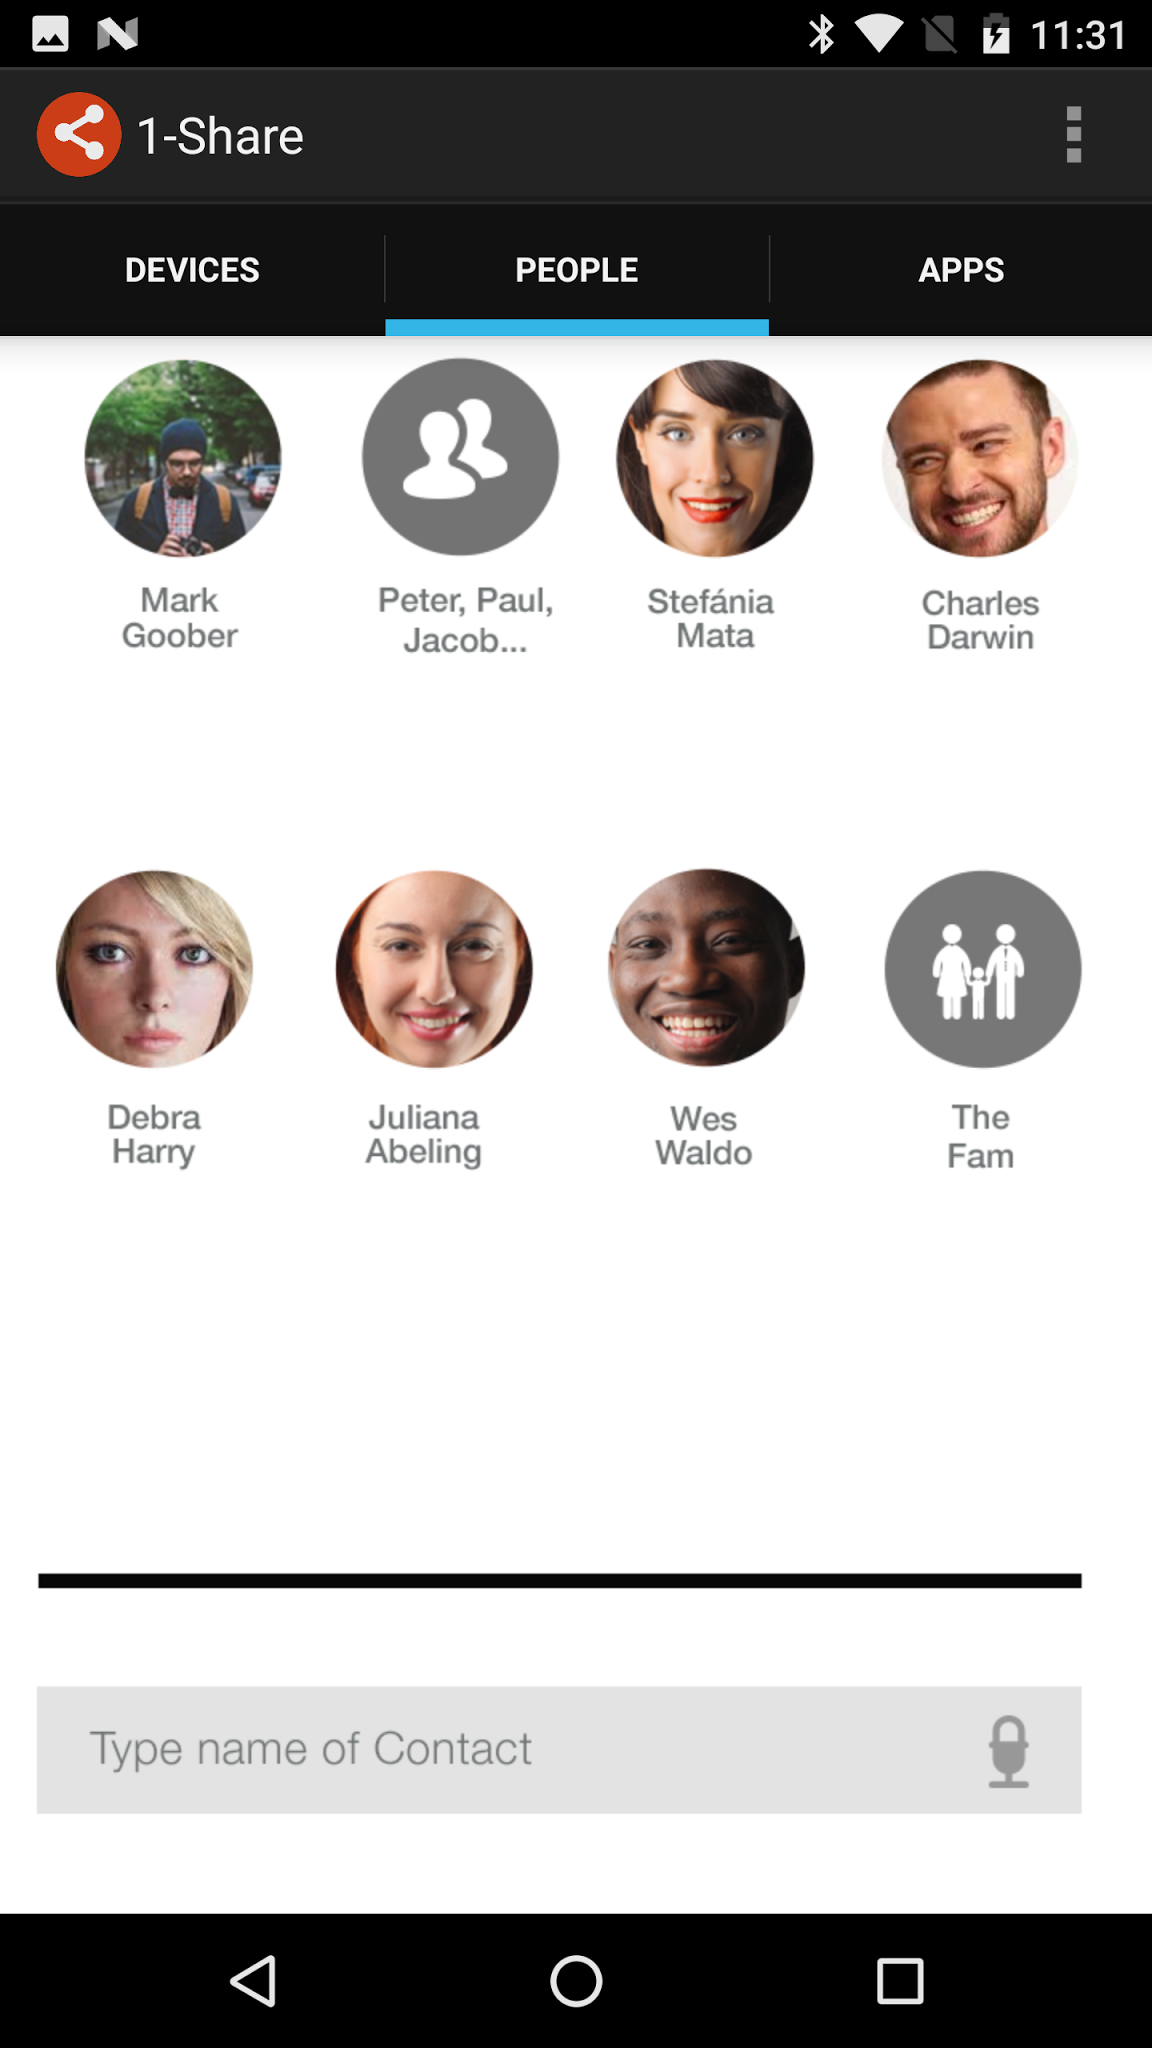 11:31
1-Share
DEVICES
PEOPLE
APPS
Mark
Goober
Peter, Paul,
Jacob...
Stefánia
Mata
Charles
Darwin
Debra
Harry
Juliana
Abeling
Wes
Waldo
The
Fam
Type name of Contact